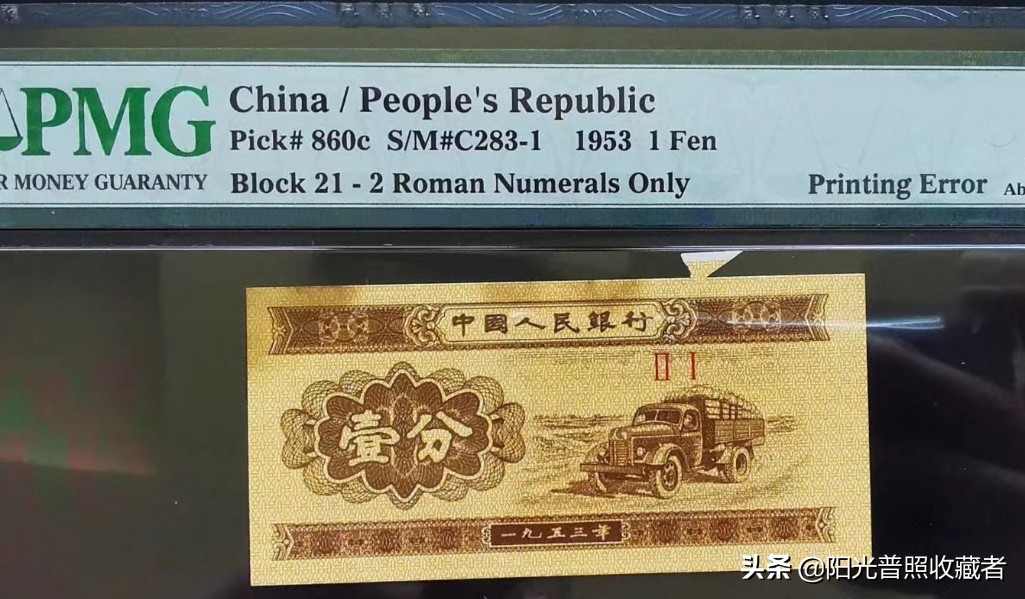 PMG
China / People's Republic
Pick# 860c S/M#C283-1 1953 1 Fen
R MONEY GUARANTY
Block 21 - 2 Roman Numerals Only
Printing Error
Ab
中國人民銀行
II I
壹分
一九五三年
头条 @阳光普照收藏者